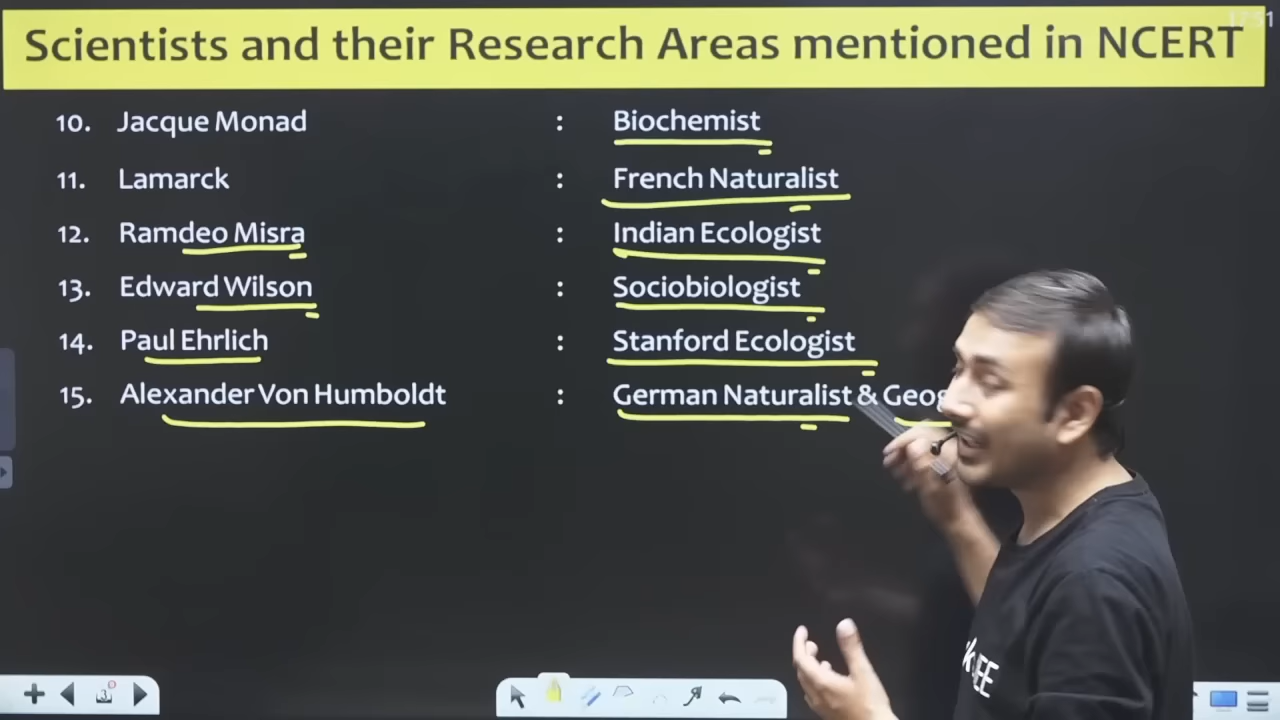 Scientists and their Research Areas mentioned in NCERT
10. Jacque Monad : Biochemist
11. Lamarck : French Naturalist
12. Ramdeo Misra : Indian Ecologist
13. Edward Wilson : Sociobiologist
14. Paul Ehrlich : Stanford Ecologist
15. Alexander Von Humboldt : German Naturalist & Geog